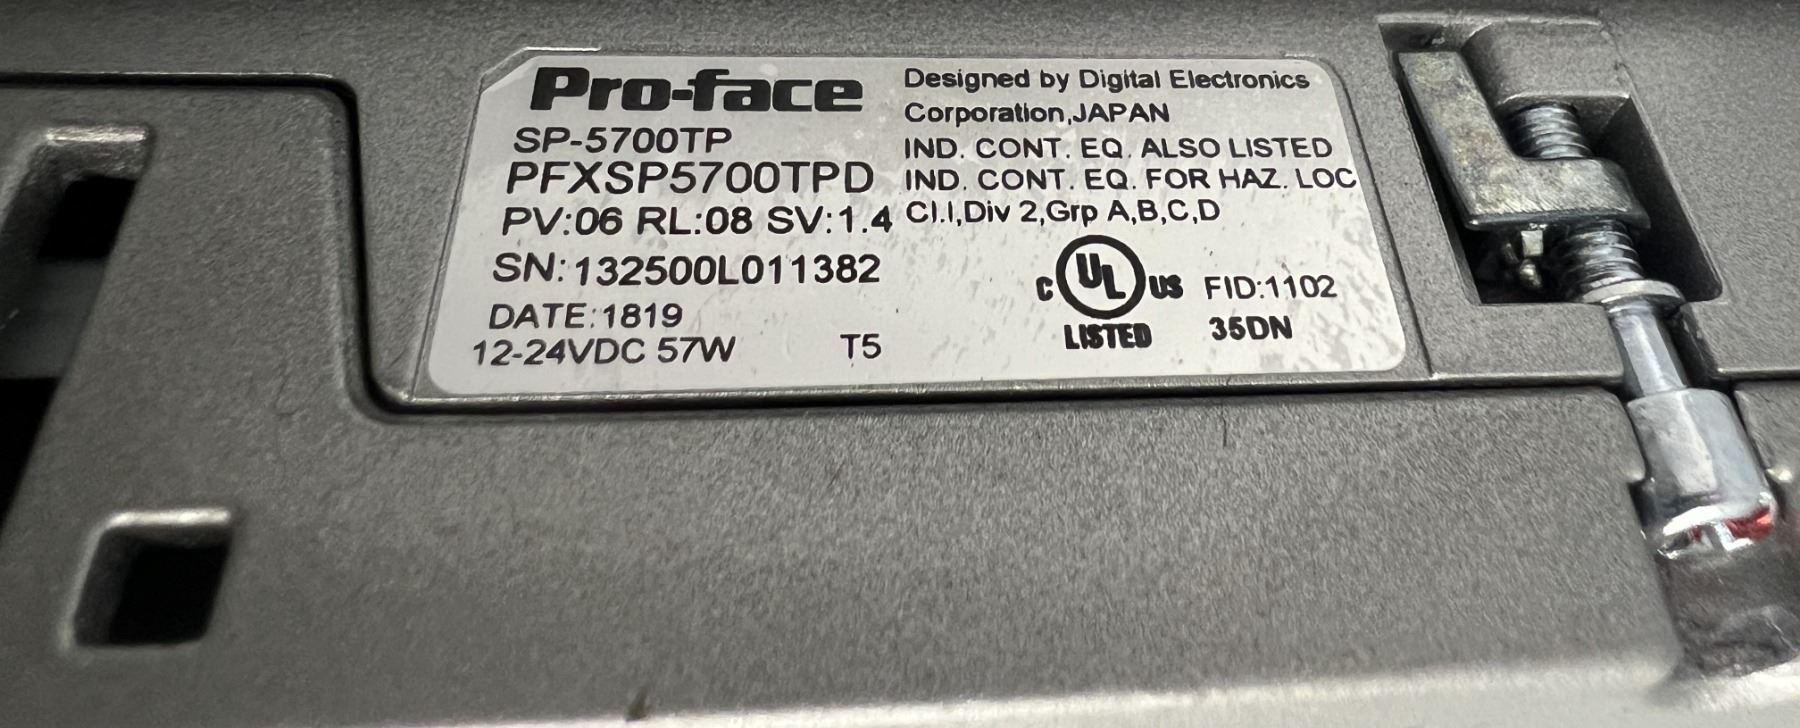 Pro-face
SP-5700TP
PFXSP5700TPD
PV:06 RL:08 SV:1.4
SN:132500L011382
DATE:1819
12-24VDC 57W T5
Designed by Digital Electronics
Corporation,JAPAN
IND. CONT. EQ. ALSO LISTED
IND. CONT. EQ. FOR HAZ. LOC
Cl.I,Div 2,Grp A,B,C,D
C UL US
LISTED
FID:1102
35DN